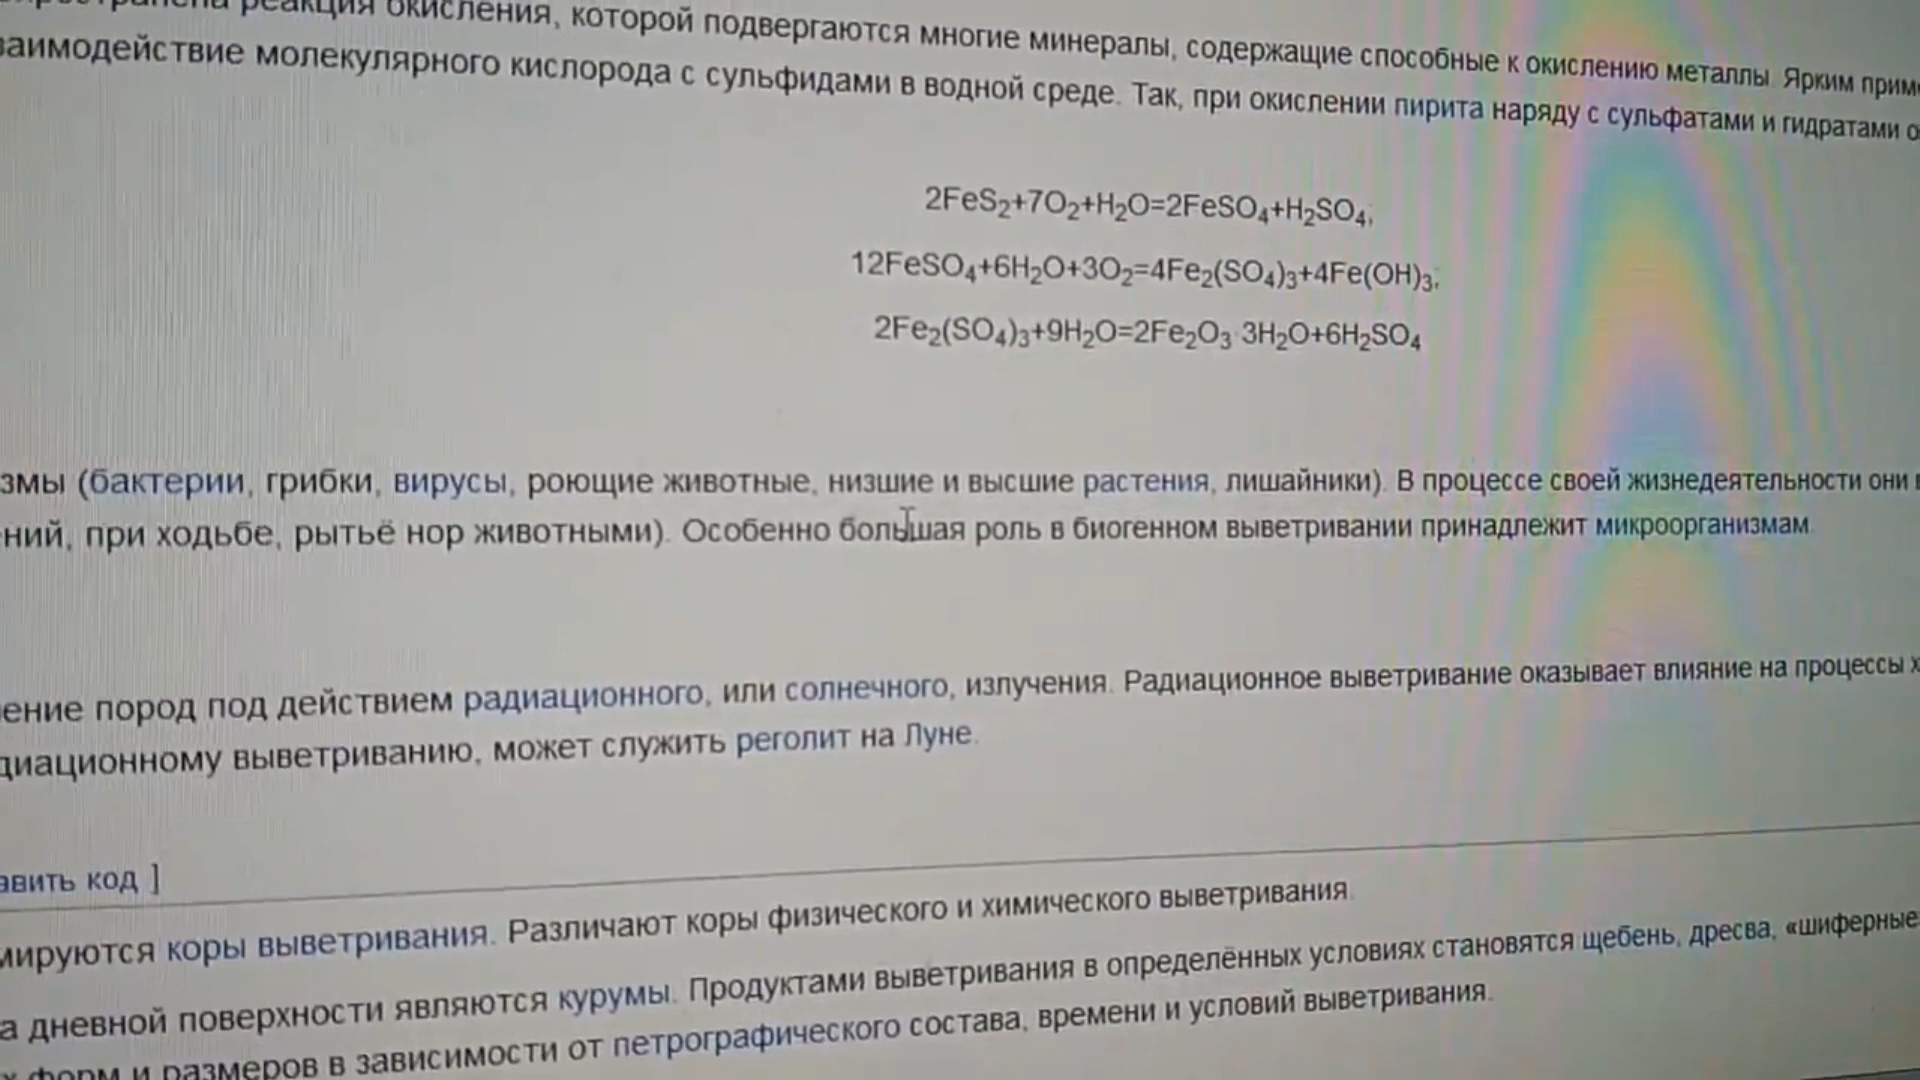 реакция окисления, которой подвергаются многие минералы, содержащие способные к окислению металлы. Ярким
взаимодействие молекулярного кислорода с сульфидами в водной среде. Так, при окислении пирита наряду с сульфатами и гидратами
2FeS₂+7O₂+H₂O=2FeSO₄+H₂SO₄;
12FeSO₄+6H₂O+3O₂=4Fe₂(SO₄)₃+4Fe(OH)₃;
2Fe₂(SO₄)₃+9H₂O=2Fe₂O₃·3H₂O+6H₂SO₄
змы (бактерии, грибки, вирусы, роющие животные, низшие и высшие растения, лишайники). В процессе своей жизнедеятельности они
ний, при ходьбе, рытьё нор животными). Особенно большая роль в биогенном выветривании принадлежит микроорганизмам.
ение пород под действием радиационного, или солнечного, излучения. Радиационное выветривание оказывает влияние на процессы х
диационному выветриванию, может служить реголит на Луне.
авить код ]
мируются коры выветривания. Различают коры физического и химического выветривания.
а дневной поверхности являются курумы. Продуктами выветривания в определённых условиях становятся щебень, дресва, «шиферные»
х форм и размеров в зависимости от петрографического состава, времени и условий выветривания.